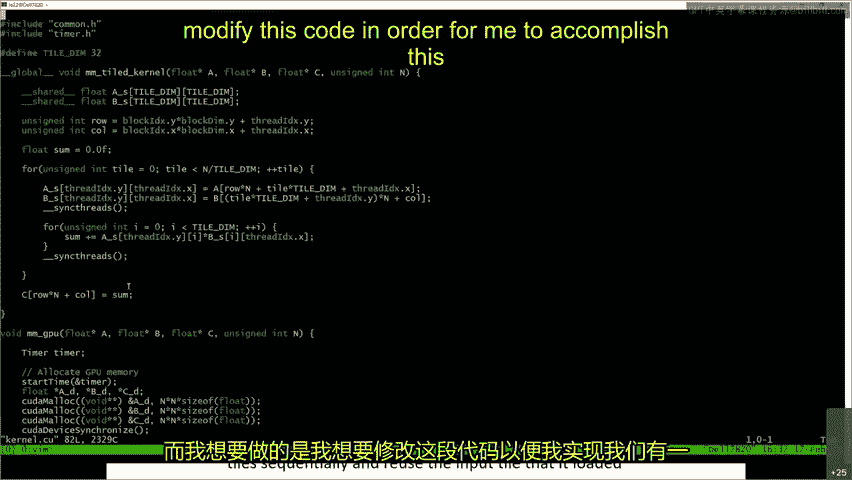 #include "common.h"
#include "timer.h"
modify this code in order for me to accomplish
this
#define TILE_DIM 32
__global__ void mm_tiled_kernel(float* A, float* B, float* C, unsigned int N) {
__shared__ float A_s[TILE_DIM][TILE_DIM];
__shared__ float B_s[TILE_DIM][TILE_DIM];
unsigned int row = blockIdx.y*blockDim.y + threadIdx.y;
unsigned int col = blockIdx.x*blockDim.x + threadIdx.x;
float sum = 0.0f;
for(unsigned int tile = 0; tile < N/TILE_DIM; ++tile) {
A_s[threadIdx.y][threadIdx.x] = A[row*N + tile*TILE_DIM + threadIdx.x];
B_s[threadIdx.y][threadIdx.x] = B[(tile*TILE_DIM + threadIdx.y)*N + col];
__syncthreads();
for(unsigned int i = 0; i < TILE_DIM; ++i) {
sum += A_s[threadIdx.y][i]*B_s[i][threadIdx.x];
}
__syncthreads();
}
C[row*N + col] = sum;
}
void mm_gpu(float* A, float* B, float* C, unsigned int N) {
Timer timer;
// Allocate GPU memory
startTime(&timer);
float *A_d, *B_d, *C_d;
cudaMalloc((void**) &A_d, N*N*sizeof(float));
cudaMalloc((void**) &B_d, N*N*sizeof(float));
cudaMalloc((void**) &C_d, N*N*sizeof(float));
cudaDeviceSynchronize();
"kernel.cu" 82L, 2329C
1,0-1
而我想要做的是我想要修改这段代码以便我实现我们有一
tiles sequentially and reuse the input tile that it loaded
+25